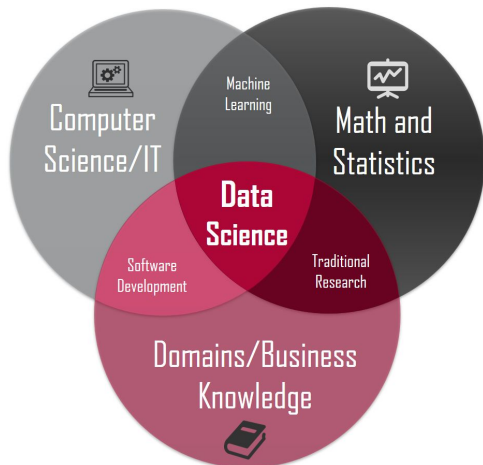 Machine
Learning
Computer
Science/IT
Math and
Statistics
Data
Science
Software
Development
Traditional
Research
Domains/Business
Knowledge